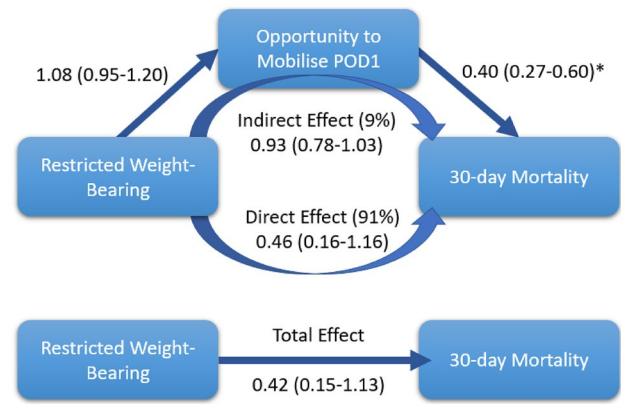 Opportunity to
Mobilise POD1
1.08 (0.95-1.20)
0.40 (0.27-0.60)*
Indirect Effect (9%)
0.93 (0.78-1.03)
Restricted Weight-
Bearing
30-day Mortality
Direct Effect (91%)
0.46 (0.16-1.16)
Restricted Weight-
Bearing
Total Effect
0.42 (0.15-1.13)
30-day Mortality